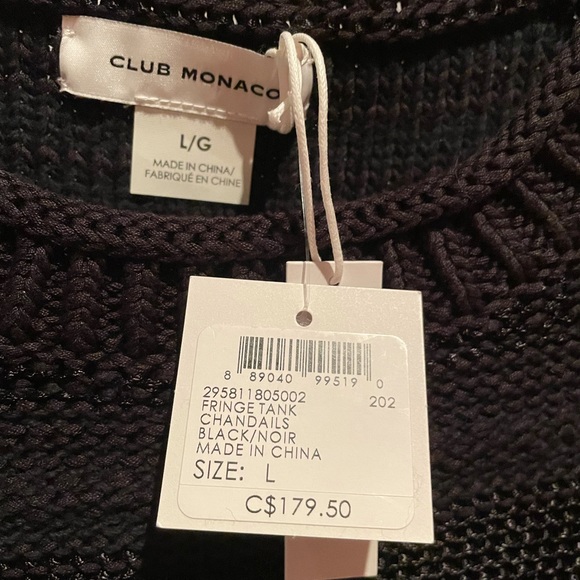 CLUB MONACO
L/G
MADE IN CHINA/
FABRIQUÉ EN CHINE
8 89040 99519 0
295811805002 202
FRINGE TANK
CHANDAILS
BLACK/NOIR
MADE IN CHINA
SIZE: L
C$179.50